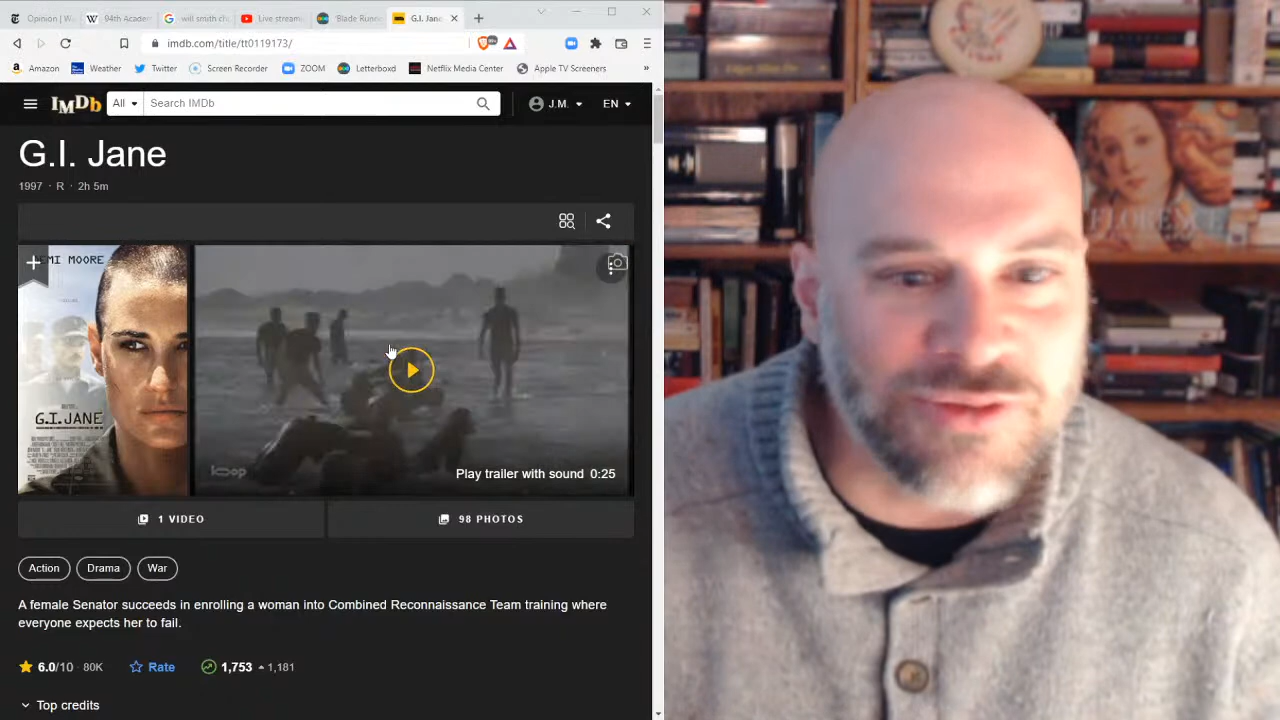 Opinion | W
94th Academ
will smith ch
Live streami
'Blade Runn
G.I. Jane
imdb.com/title/tt0119173/
99+
Amazon
Weather
Twitter
Screen Recorder
ZOOM
Letterboxd
Netflix Media Center
Apple TV Screeners
»
IMDb
All
Search IMDb
J.M.
EN
G.I. Jane
1997 · R · 2h 5m
EMI MOORE
G.I.JANE
loop
Play trailer with sound 0:25
1 VIDEO
98 PHOTOS
Action
Drama
War
A female Senator succeeds in enrolling a woman into Combined Reconnaissance Team training where
everyone expects her to fail.
6.0/10 · 80K
Rate
1,753
1,181
Top credits
FLORENCE